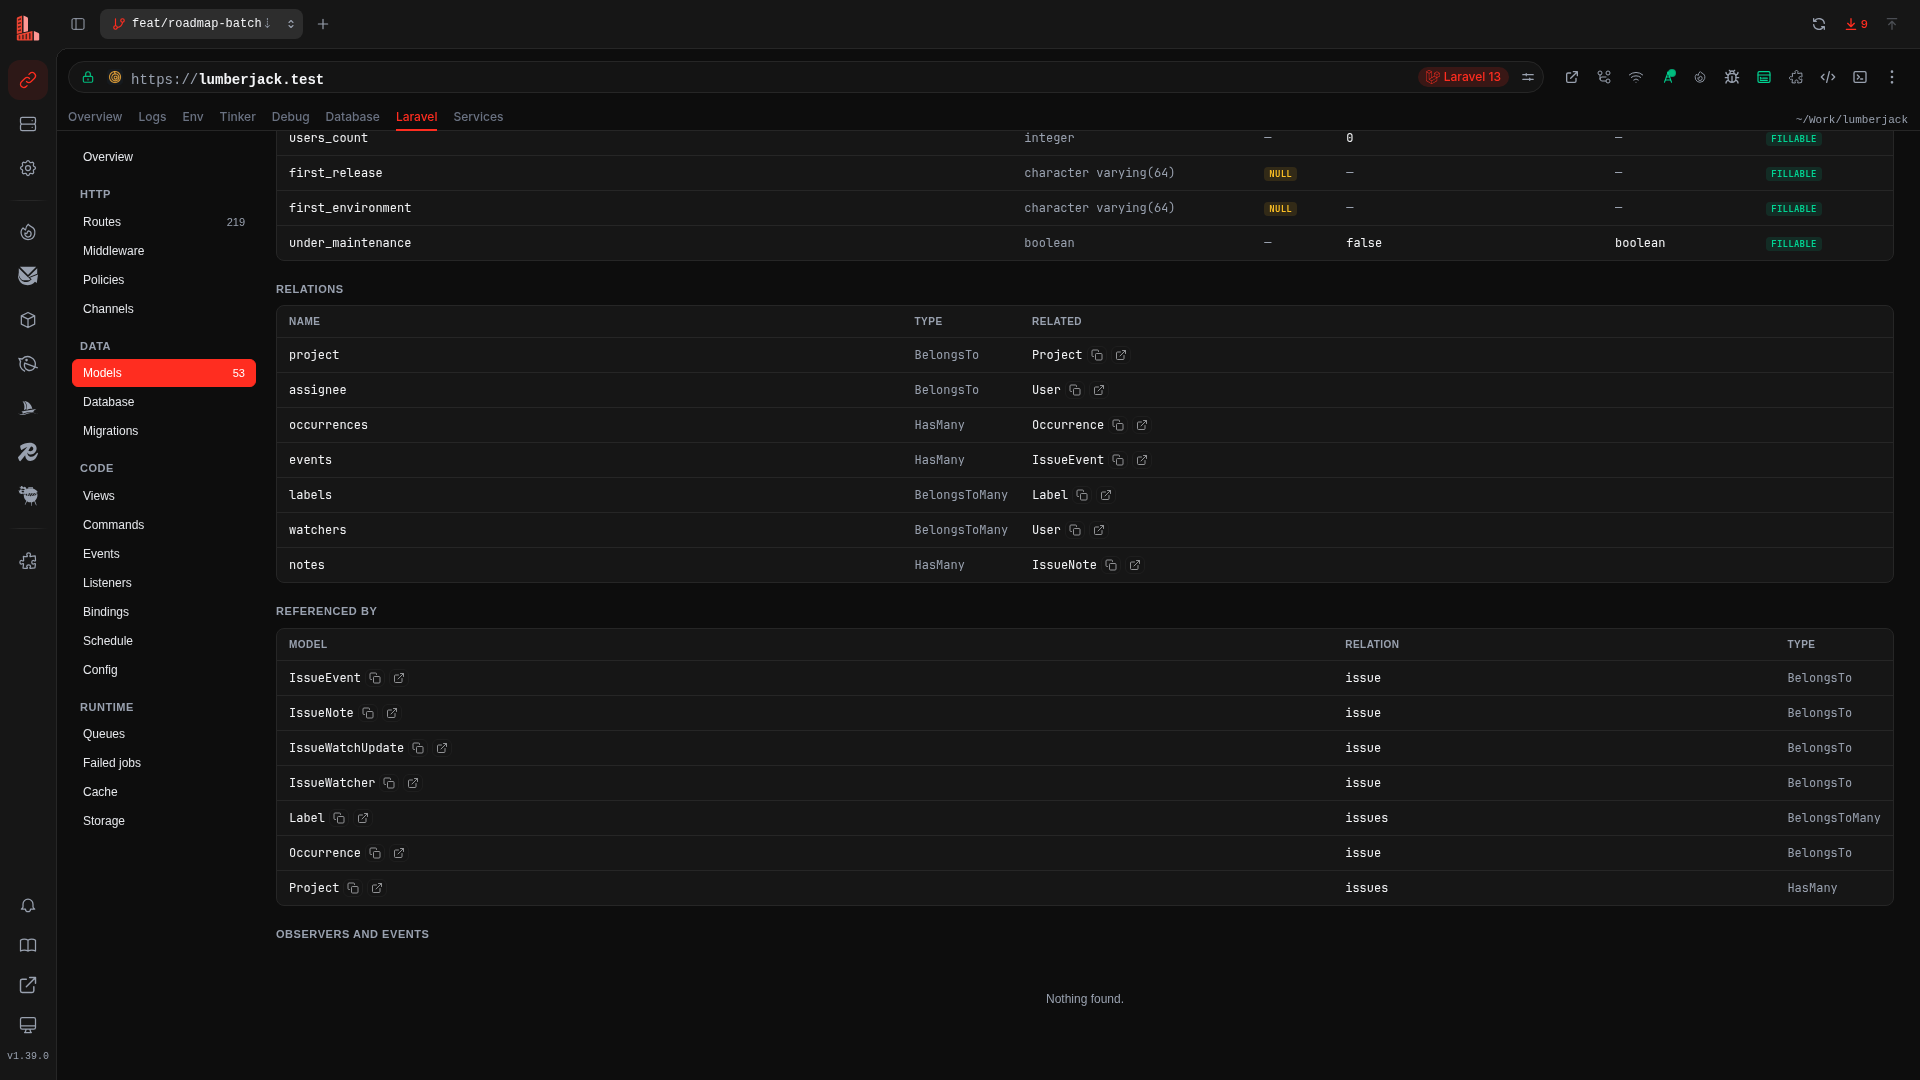 feat/roadmap-batch
9
https://lumberjack.test
Laravel 13
Overview Logs Env Tinker Debug Database Laravel Services
~/Work/lumberjack
Overview
HTTP
Routes 219
Middleware
Policies
Channels
DATA
Models 53
Database
Migrations
CODE
Views
Commands
Events
Listeners
Bindings
Schedule
Config
RUNTIME
Queues
Failed jobs
Cache
Storage
v1.39.0
users_count integer — 0 — FILLABLE
first_release character varying(64) NULL — — FILLABLE
first_environment character varying(64) NULL — — FILLABLE
under_maintenance boolean — false boolean FILLABLE
RELATIONS
NAME TYPE RELATED
project BelongsTo Project
assignee BelongsTo User
occurrences HasMany Occurrence
events HasMany IssueEvent
labels BelongsToMany Label
watchers BelongsToMany User
notes HasMany IssueNote
REFERENCED BY
MODEL RELATION TYPE
IssueEvent issue BelongsTo
IssueNote issue BelongsTo
IssueWatchUpdate issue BelongsTo
IssueWatcher issue BelongsTo
Label issues BelongsToMany
Occurrence issue BelongsTo
Project issues HasMany
OBSERVERS AND EVENTS
Nothing found.